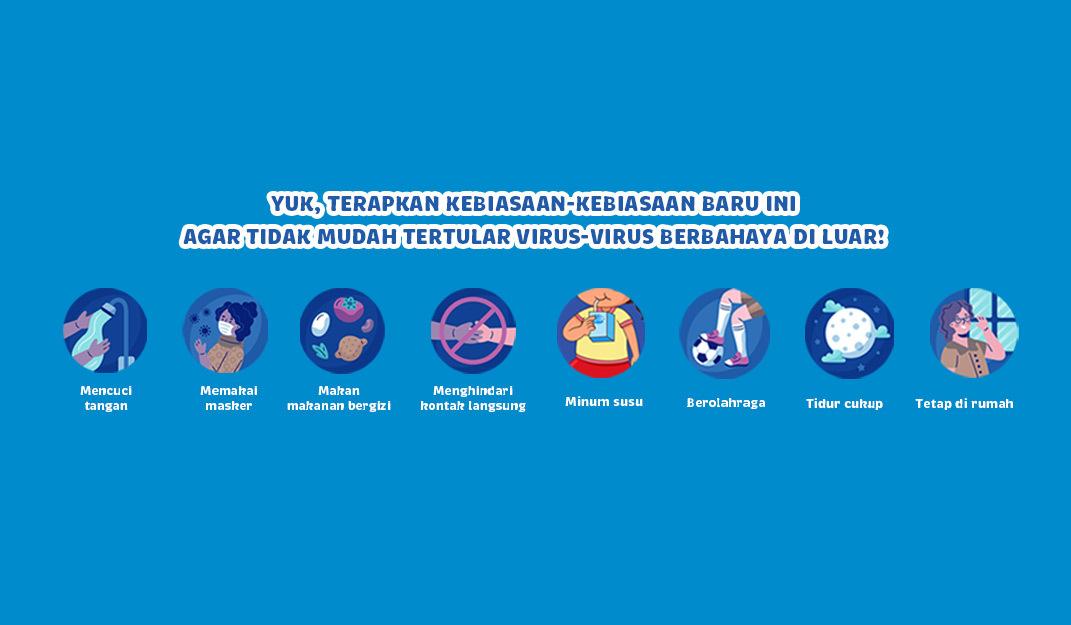 YUK, TERAPKAN KEBIASAAN-KEBIASAAN BARU INI
AGAR TIDAK MUDAH TERTULAR VIRUS-VIRUS BERBAHAYA DI LUAR!
Mencuci
tangan
Memakai
masker
Makan
makanan bergizi
Menghindari
kontak langsung
Minum susu
Berolahraga
Tidur cukup
Tetap di rumah